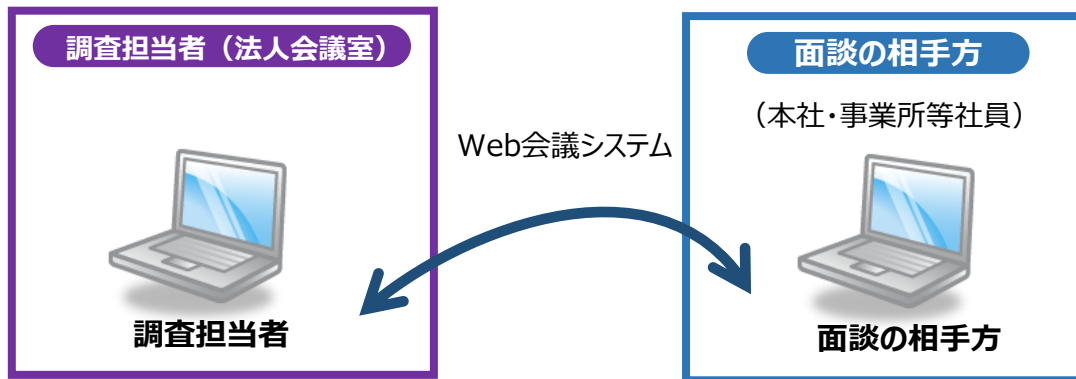 調査担当者（法人会議室）
面談の相手方
（本社・事業所等社員）
Web会議システム
調査担当者
面談の相手方